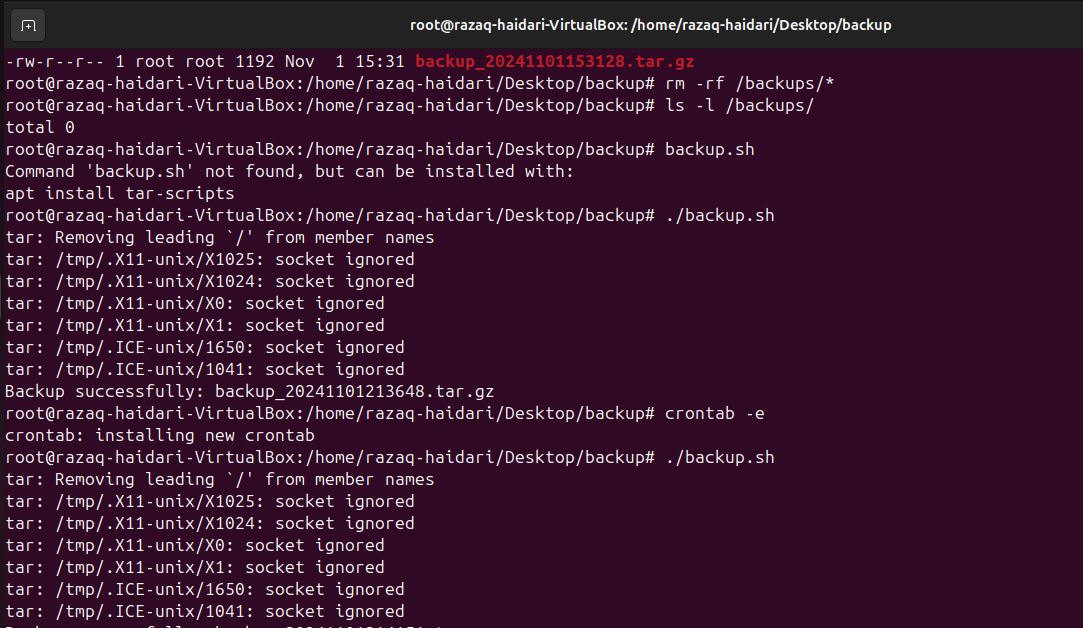 root@razaq-haidari-VirtualBox: /home/razaq-haidari/Desktop/backup
-rw-r--r-- 1 root root 1192 Nov  1 15:31 backup_20241101153128.tar.gz
root@razaq-haidari-VirtualBox:/home/razaq-haidari/Desktop/backup# rm -rf /backups/*
root@razaq-haidari-VirtualBox:/home/razaq-haidari/Desktop/backup# ls -l /backups/
total 0
root@razaq-haidari-VirtualBox:/home/razaq-haidari/Desktop/backup# backup.sh
Command 'backup.sh' not found, but can be installed with:
apt install tar-scripts
root@razaq-haidari-VirtualBox:/home/razaq-haidari/Desktop/backup# ./backup.sh
tar: Removing leading `/' from member names
tar: /tmp/.X11-unix/X1025: socket ignored
tar: /tmp/.X11-unix/X1024: socket ignored
tar: /tmp/.X11-unix/X0: socket ignored
tar: /tmp/.X11-unix/X1: socket ignored
tar: /tmp/.ICE-unix/1650: socket ignored
tar: /tmp/.ICE-unix/1041: socket ignored
Backup successfully: backup_20241101213648.tar.gz
root@razaq-haidari-VirtualBox:/home/razaq-haidari/Desktop/backup# crontab -e
crontab: installing new crontab
root@razaq-haidari-VirtualBox:/home/razaq-haidari/Desktop/backup# ./backup.sh
tar: Removing leading `/' from member names
tar: /tmp/.X11-unix/X1025: socket ignored
tar: /tmp/.X11-unix/X1024: socket ignored
tar: /tmp/.X11-unix/X0: socket ignored
tar: /tmp/.X11-unix/X1: socket ignored
tar: /tmp/.ICE-unix/1650: socket ignored
tar: /tmp/.ICE-unix/1041: socket ignored